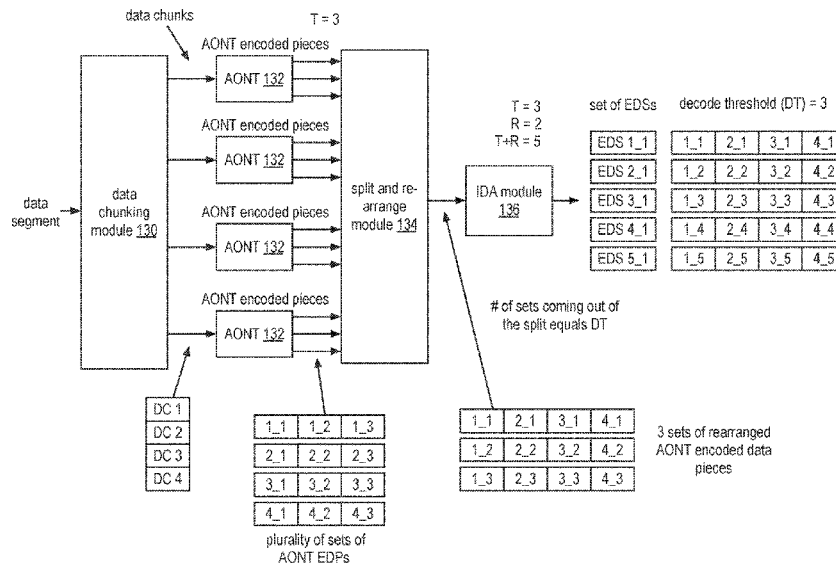 data chunks
T = 3
AONT encoded pieces
AONT 132
AONT encoded pieces
AONT 132
AONT encoded pieces
AONT 132
AONT encoded pieces
AONT 132
data
segment
data
chunking
module 130
split and re-
arrange
module 134
T = 3
R = 2
T+R = 5
IDA module
136
set of EDSs
decode threshold (DT) = 3
EDS 1_1 1_1 2_1 3_1 4_1
EDS 2_1 1_2 2_2 3_2 4_2
EDS 3_1 1_3 2_3 3_3 4_3
EDS 4_1 1_4 2_4 3_4 4_4
EDS 5_1 1_5 2_5 3_5 4_5
# of sets coming out of
the split equals DT
DC 1
DC 2
DC 3
DC 4
1_1 1_2 1_3
2_1 2_2 2_3
3_1 3_2 3_3
4_1 4_2 4_3
plurality of sets of
AONT EDPs
1_1 2_1 3_1 4_1
1_2 2_2 3_2 4_2
1_3 2_3 3_3 4_3
3 sets of rearranged
AONT encoded data
pieces